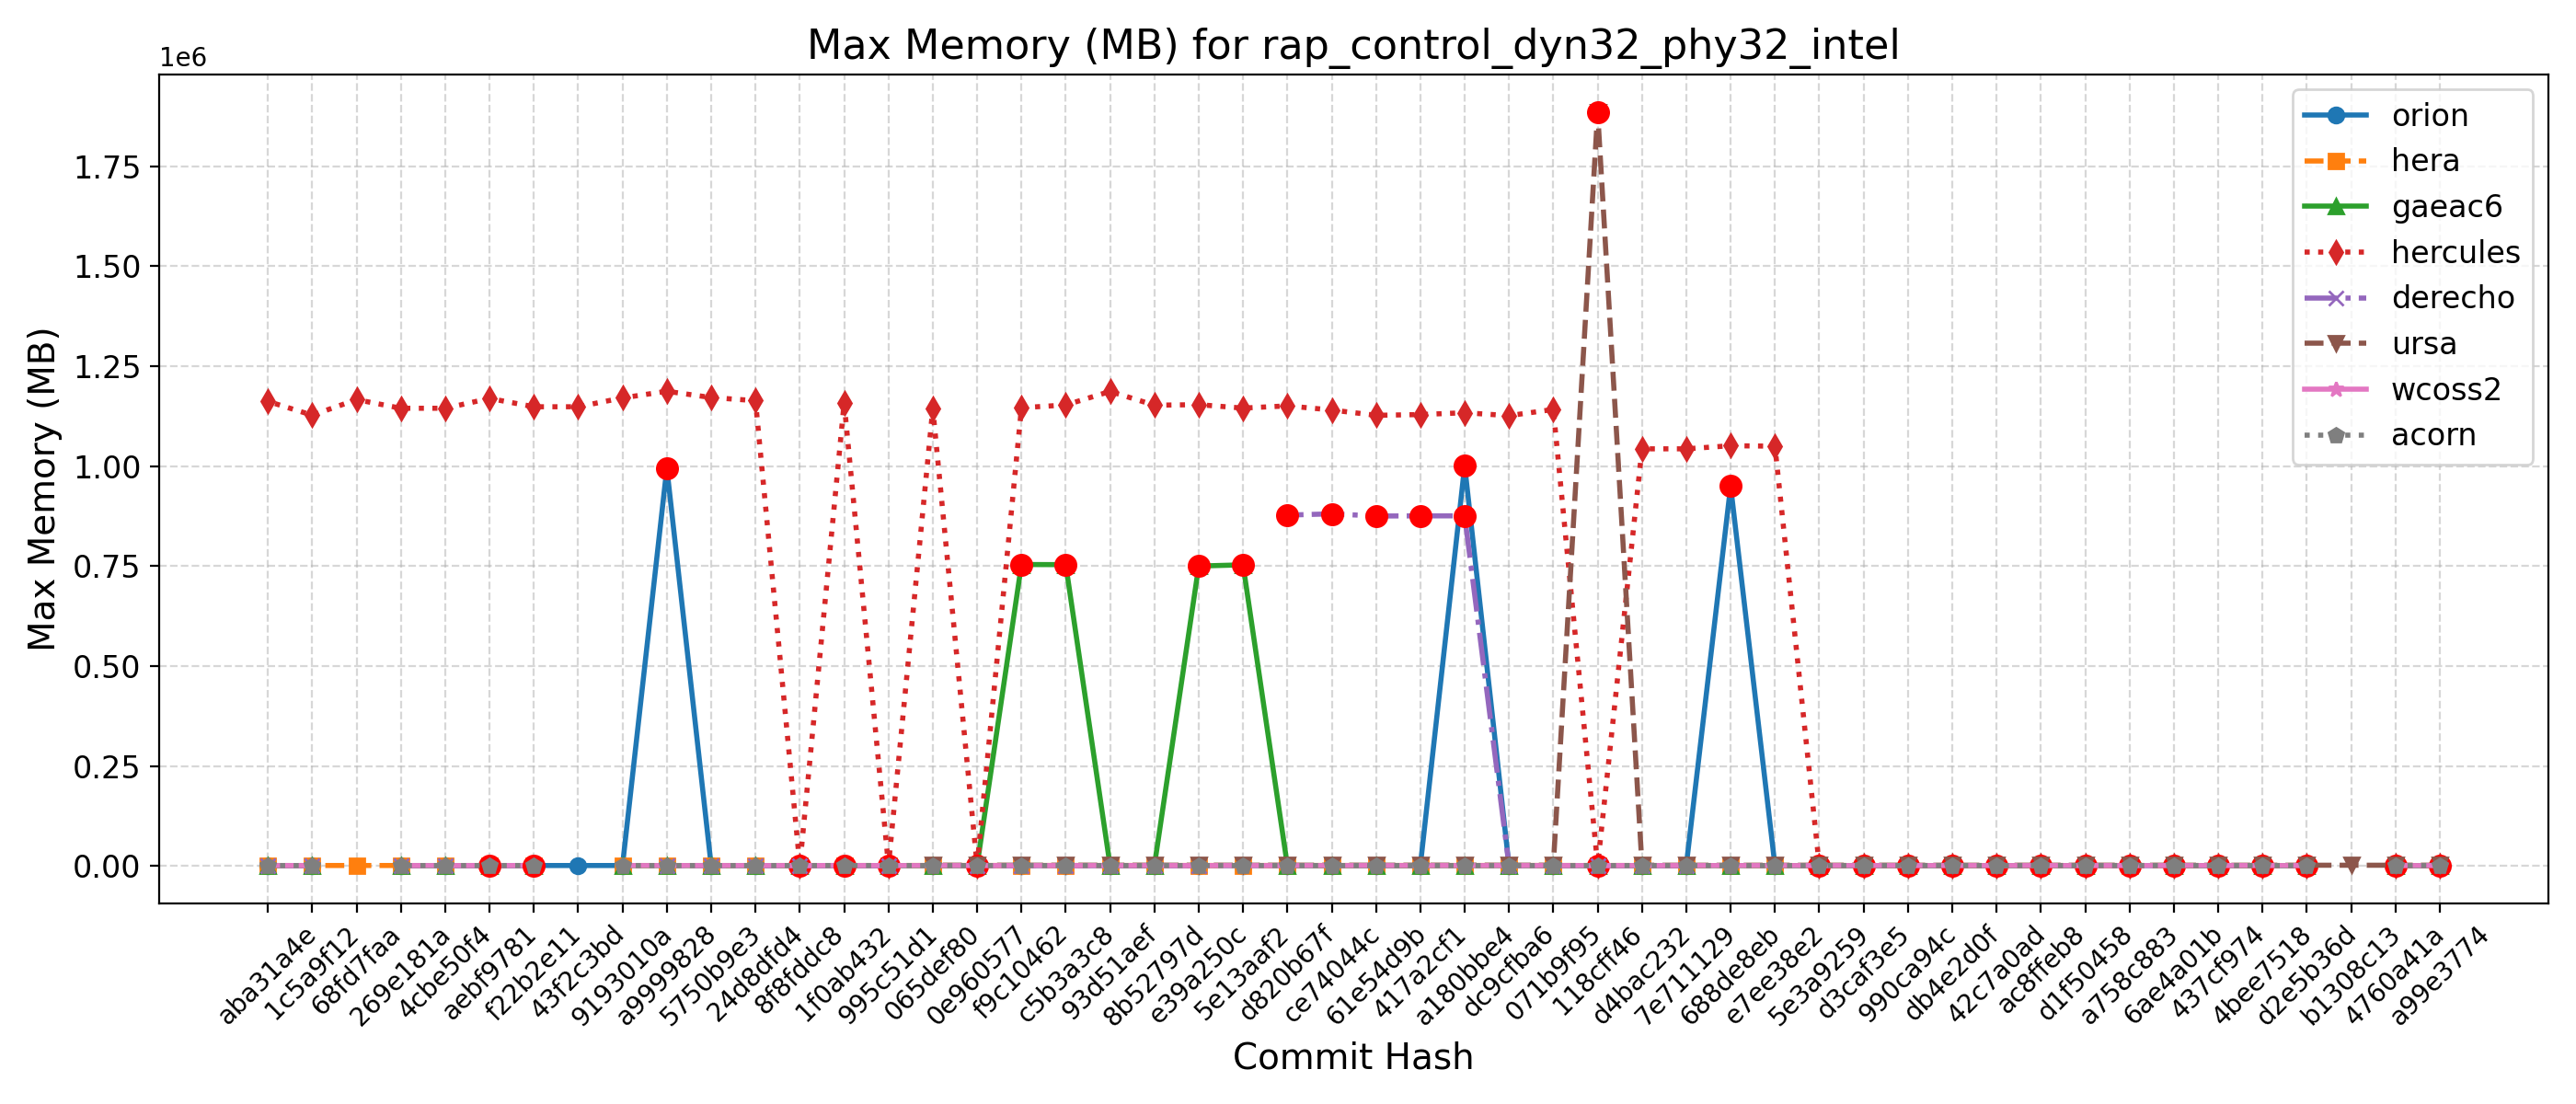 Max Memory (MB) for rap_control_dyn32_phy32_intel
1e6
Max Memory (MB)
1.75
1.50
1.25
1.00
0.75
0.50
0.25
0.00
orion
hera
gaeac6
hercules
derecho
ursa
wcoss2
acorn
aba31a4e
1c5a9f12
68fd7faa
269e181a
4cbe50f4
aebf9781
f22b2e11
43f2c3bd
9193010a
a9999828
5750b9e3
24d8dfd4
8f8fddc8
1f0ab432
995c51d1
065def80
0e960577
f9c10462
c5b3a3c8
93d51aef
8b52797d
e39a250c
5e13aaf2
d820b67f
ce74044c
61e54d9b
417a2cf1
a180bbe4
dc9cfba6
071b9f95
118cff46
d4bac232
7e711129
688de8eb
e7ee38e2
5e3a9259
d3caf3e5
990ca94c
db4e2d0f
42c7a0ad
ac8ffeb8
d1f50458
a758c883
6ae4a01b
437cf974
4bee7518
d2e5b36d
b1308c13
4760a41a
a99e3774
Commit Hash